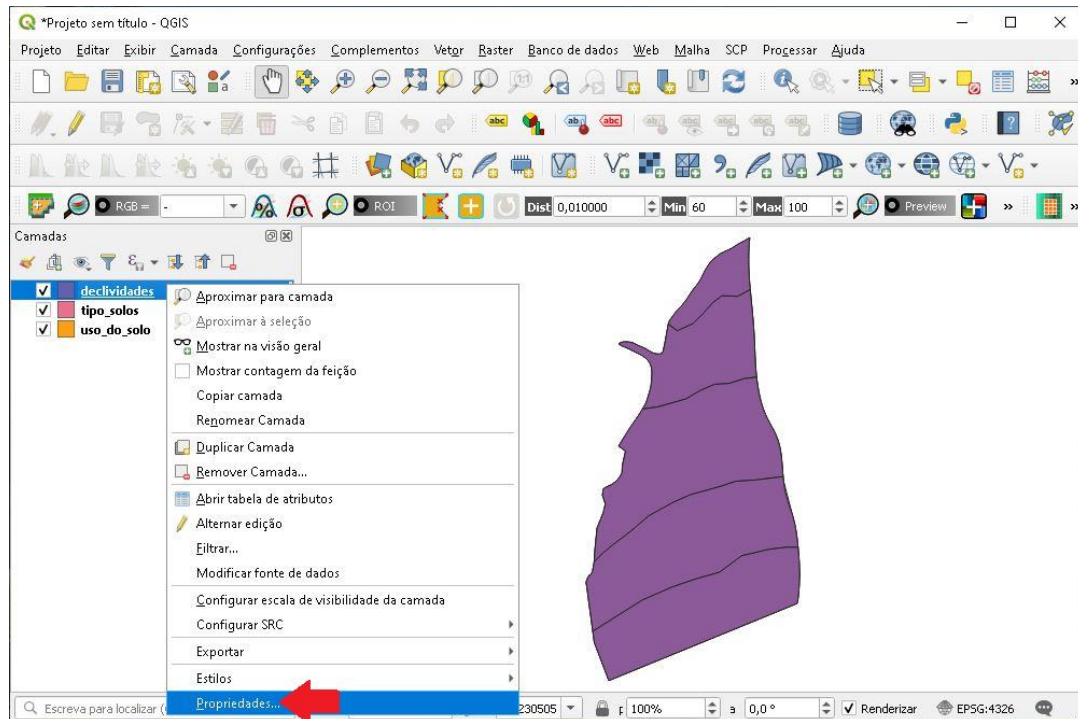 *Projeto sem título - QGIS
Projeto Editar Exibir Camada Configurações Complementos Vetor Raster Banco de dados Web Malha SCP Processar Ajuda
abc abc abc
RGB = - ROI Dist 0,010000 Min 60 Max 100 Preview » »
Camadas
declividades
tipo_solos
uso_do_solo
Aproximar para camada
Aproximar à seleção
Mostrar na visão geral
Mostrar contagem da feição
Copiar camada
Renomear Camada
Duplicar Camada
Remover Camada...
Abrir tabela de atributos
Alternar edição
Filtrar...
Modificar fonte de dados
Configurar escala de visibilidade da camada
Configurar SRC
Exportar
Estilos
Propriedades...
Escreva para localizar 230505 100% 0,0 ° Renderizar EPSG:4326